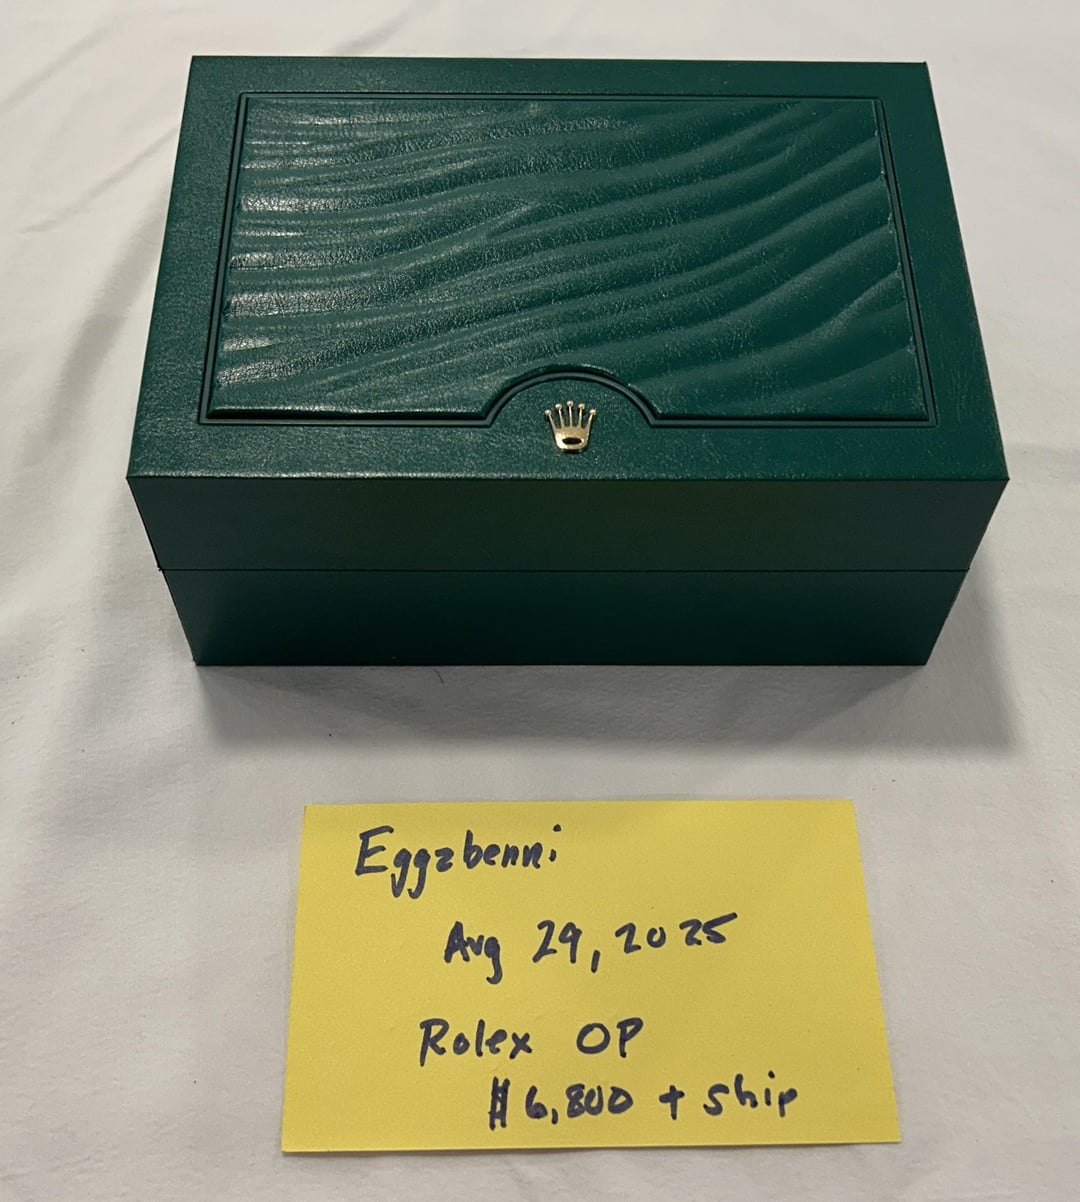 Eggzbenni
Aug 29, 2025
Rolex OP
$6,800 + ship